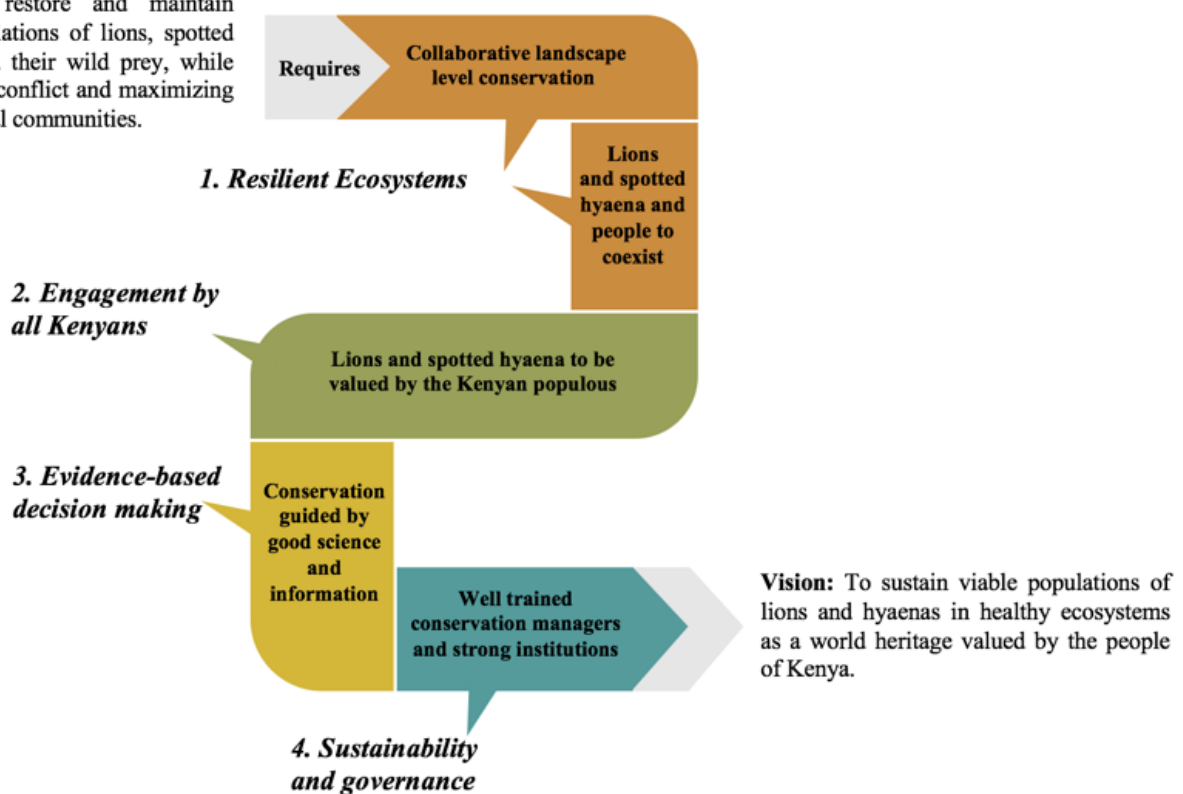 restore and maintain
lations of lions, spotted
their wild prey, while
conflict and maximizing
l communities.
Requires
Collaborative landscape
level conservation
1. Resilient Ecosystems
Lions
and spotted
hyaena and
people to
coexist
2. Engagement by
all Kenyans
Lions and spotted hyaena to be
valued by the Kenyan populous
3. Evidence-based
decision making
Conservation
guided by
good science
and
information
Well trained
conservation managers
and strong institutions
Vision: To sustain viable populations of
lions and hyaenas in healthy ecosystems
as a world heritage valued by the people
of Kenya.
4. Sustainability
and governance